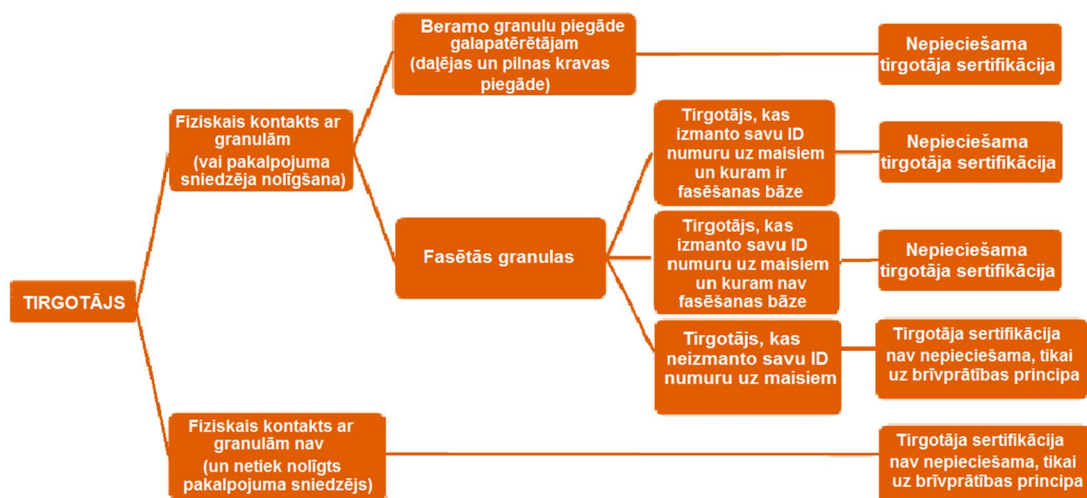 TIRGOTĀJS
Fiziskais kontakts ar
granulām
(vai pakalpojuma
sniedzēja nolīgšana)
Beramo granulu piegāde
galapatērētājam
(daļējas un pilnas kravas
piegāde)
Nepieciešama
tirgotāja sertifikācija
Fasētās granulas
Tirgotājs, kas
izmanto savu ID
numuru uz maisiem
un kuram ir
fasēšanas bāze
Nepieciešama
tirgotāja sertifikācija
Tirgotājs, kas
izmanto savu ID
numuru uz maisiem
un kuram nav
fasēšanas bāze
Nepieciešama
tirgotāja sertifikācija
Tirgotājs, kas
neizmanto savu ID
numuru uz maisiem
Tirgotāja sertifikācija
nav nepieciešama, tikai
uz brīvprātības principa
Fiziskais kontakts ar
granulām nav
(un netiek nolīgts
pakalpojuma sniedzējs)
Tirgotāja sertifikācija
nav nepieciešama, tikai
uz brīvprātības principa